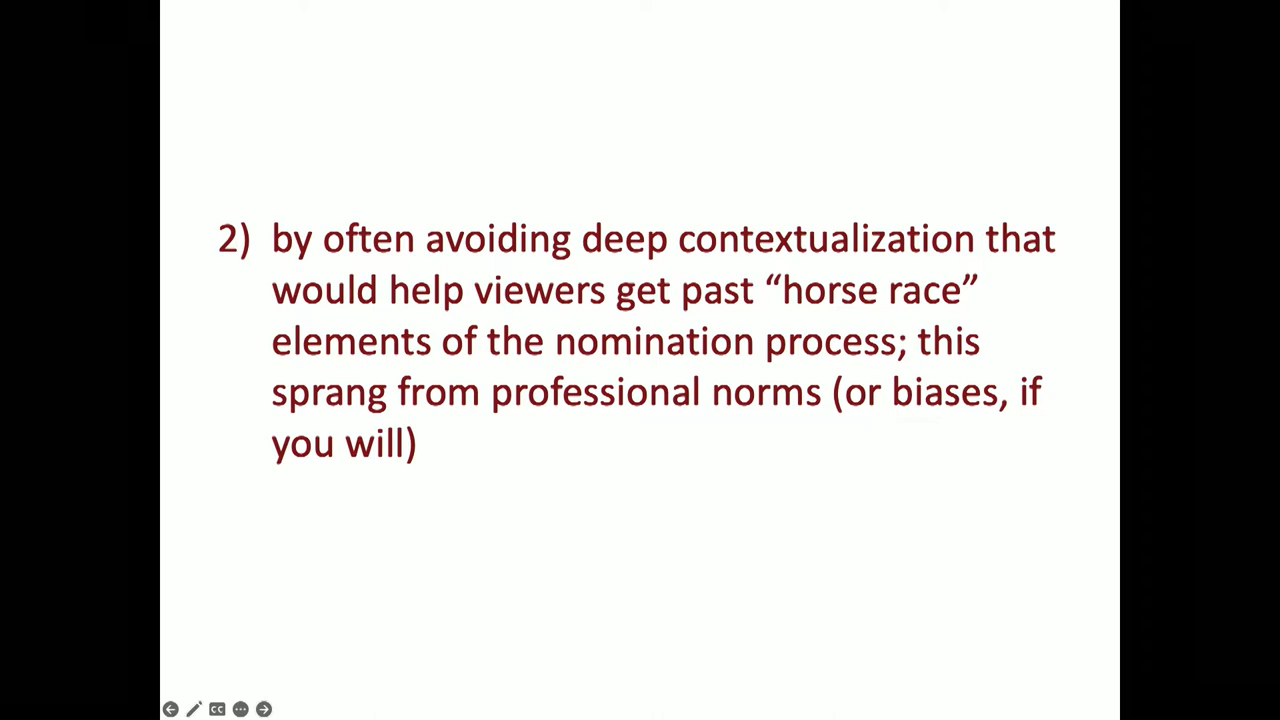 2) by often avoiding deep contextualization that
would help viewers get past “horse race”
elements of the nomination process; this
sprang from professional norms (or biases, if
you will)
CC